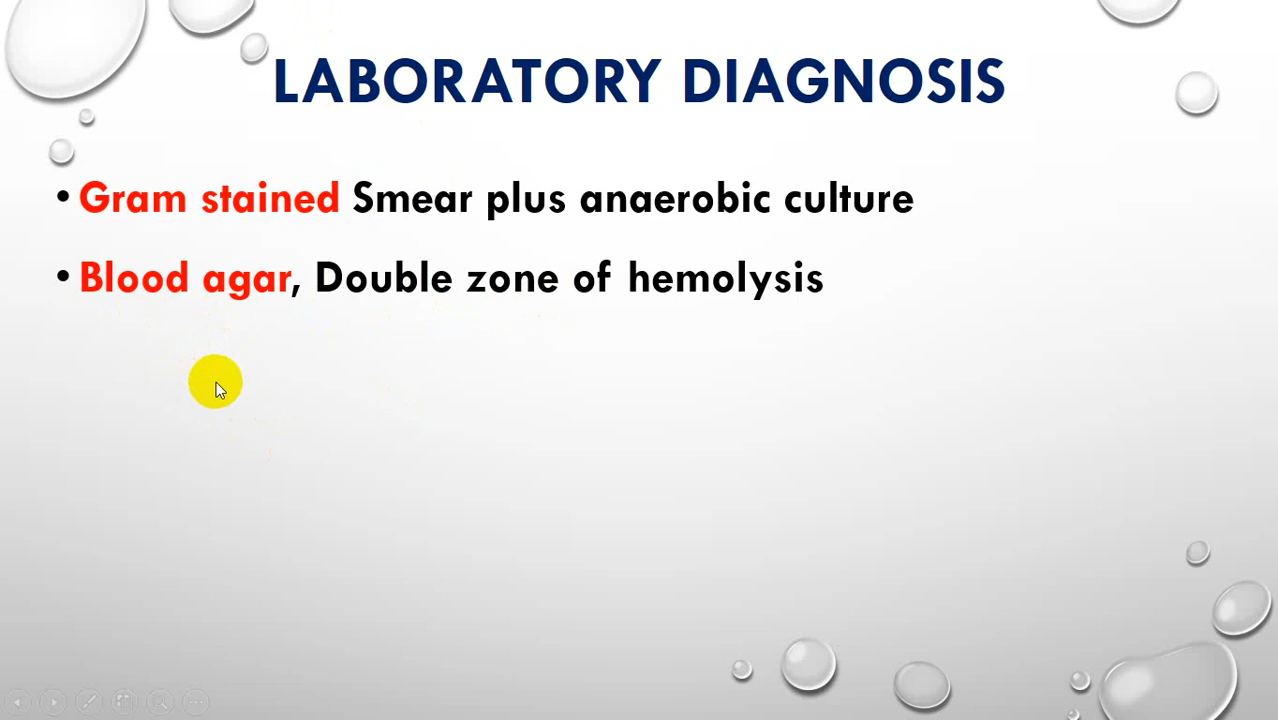 LABORATORY DIAGNOSIS
• Gram stained Smear plus anaerobic culture
• Blood agar, Double zone of hemolysis